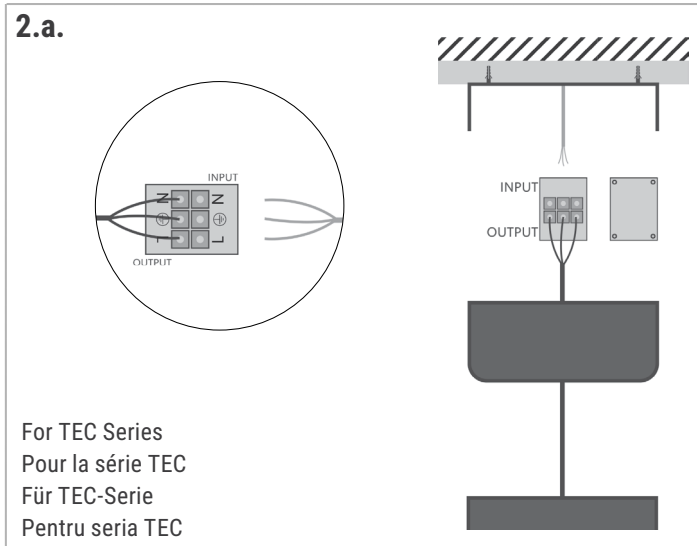 2.a.
INPUT
N N
L L
OUTPUT
INPUT
OUTPUT
For TEC Series
Pour la série TEC
Für TEC-Serie
Pentru seria TEC